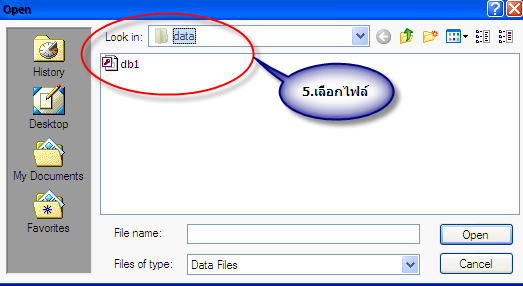 Open
Look in: data
History
Desktop
My Documents
Favorites
db1
5.เลือกไฟล์
File name:
Open
Files of type: Data Files
Cancel